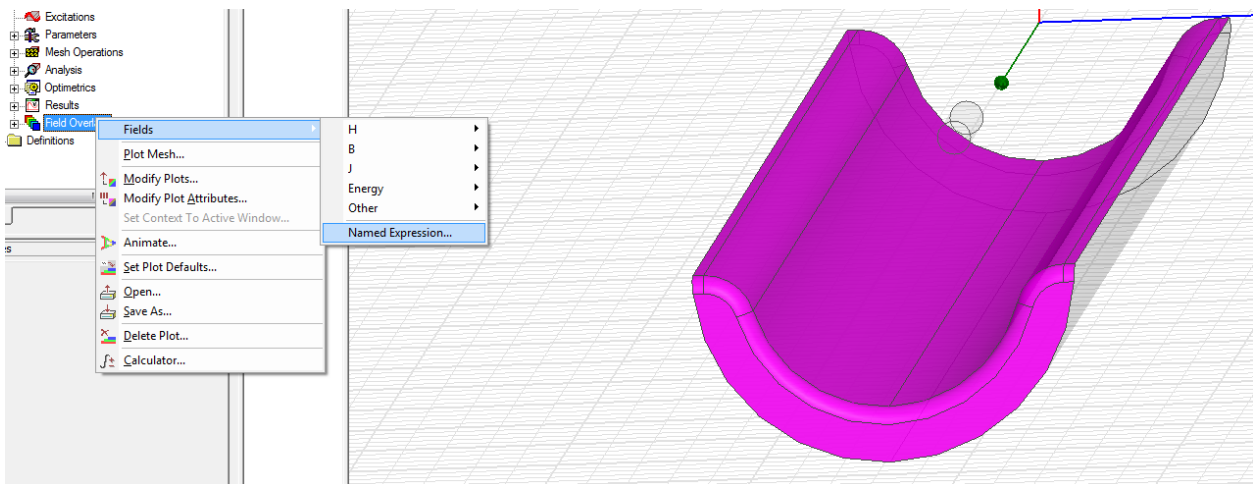 Excitations
Parameters
Mesh Operations
Analysis
Optimetrics
Results
Field Overl
Definitions
Fields
Plot Mesh...
Modify Plots...
Modify Plot Attributes...
Set Context To Active Window...
Animate...
Set Plot Defaults...
Open...
Save As...
Delete Plot...
Calculator...
H
B
J
Energy
Other
Named Expression...